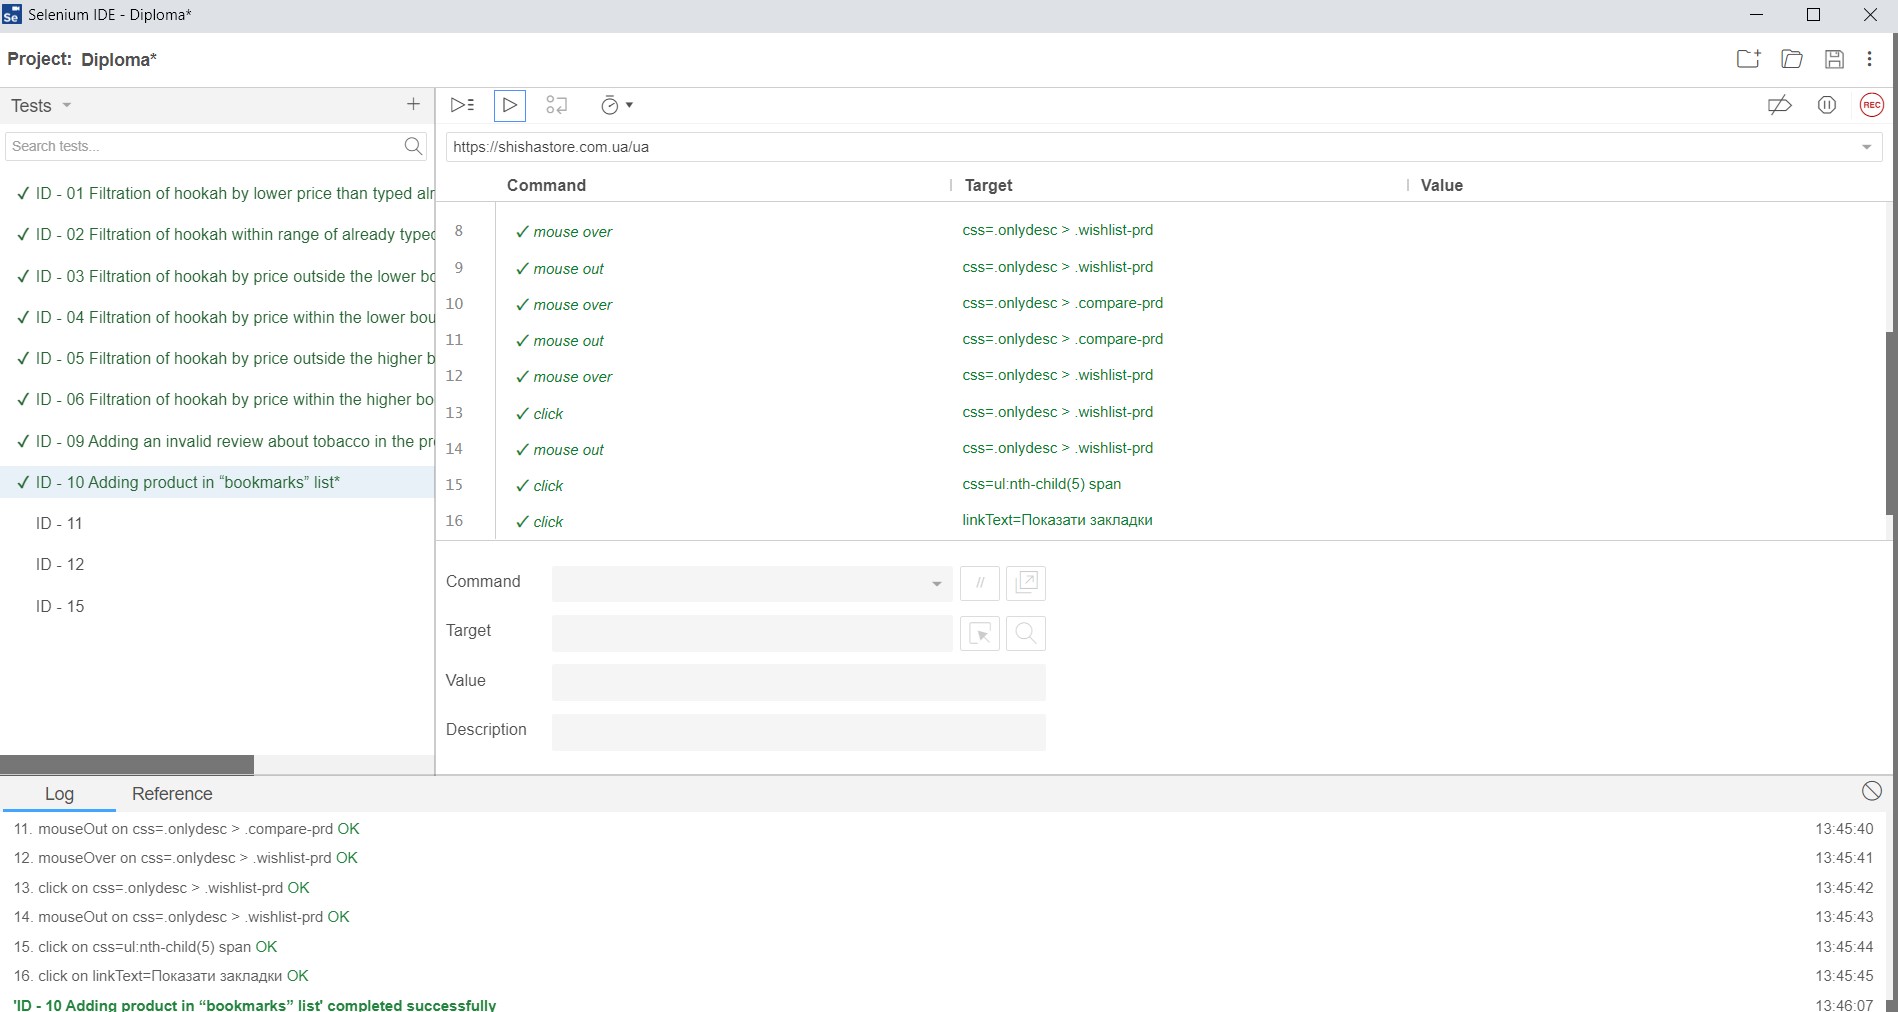 Selenium IDE - Diploma*
Project: Diploma*
Tests
Search tests...
https://shishastore.com.ua/ua
Command Target Value
ID - 01 Filtration of hookah by lower price than typed alr
ID - 02 Filtration of hookah within range of already typed
ID - 03 Filtration of hookah by price outside the lower bo
ID - 04 Filtration of hookah by price within the lower bou
ID - 05 Filtration of hookah by price outside the higher b
ID - 06 Filtration of hookah by price within the higher bo
ID - 09 Adding an invalid review about tobacco in the pr
ID - 10 Adding product in “bookmarks” list*
ID - 11
ID - 12
ID - 15
8 ✓ mouse over css=.onlydesc > .wishlist-prd
9 ✓ mouse out css=.onlydesc > .wishlist-prd
10 ✓ mouse over css=.onlydesc > .compare-prd
11 ✓ mouse out css=.onlydesc > .compare-prd
12 ✓ mouse over css=.onlydesc > .wishlist-prd
13 ✓ click css=.onlydesc > .wishlist-prd
14 ✓ mouse out css=.onlydesc > .wishlist-prd
15 ✓ click css=ul:nth-child(5) span
16 ✓ click linkText=Показати закладки
Command //
Target
Value
Description
Log Reference
11. mouseOut on css=.onlydesc > .compare-prd OK 13:45:40
12. mouseOver on css=.onlydesc > .wishlist-prd OK 13:45:41
13. click on css=.onlydesc > .wishlist-prd OK 13:45:42
14. mouseOut on css=.onlydesc > .wishlist-prd OK 13:45:43
15. click on css=ul:nth-child(5) span OK 13:45:44
16. click on linkText=Показати закладки OK 13:45:45
'ID - 10 Adding product in “bookmarks” list' completed successfully 13:46:07
REC